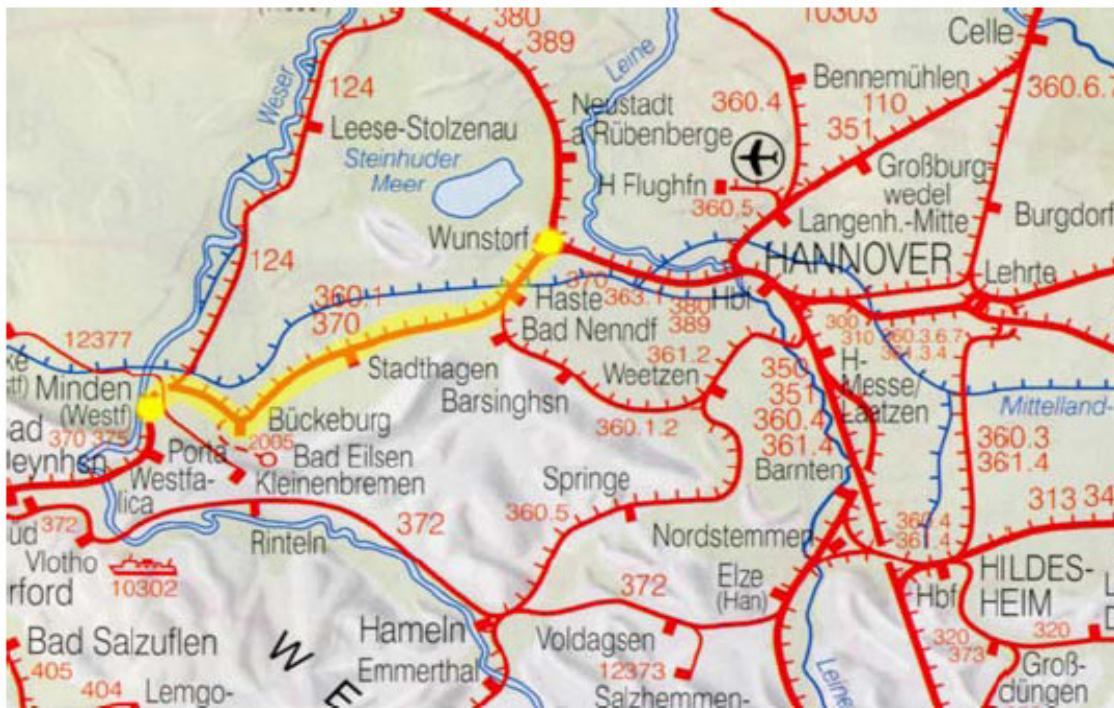 380
389
10303
Celle
Leine
Weser
124
Neustadt
a Rübenberge
360.4
Bennemühlen
110
351
360.6.7
Leese-Stolzenau
Steinhuder
Meer
H Flughfn
360.5
Großburg-
wedel
Langenh.-Mitte
Burgdorf
Wunstorf
HANNOVER
124
360.1
370
370
363.1
380
389
Hbf
Lehrte
12377
Haste
Bad Nenndf
300
310
360.3.6.7
Minden
(Westf)
Stadthagen
361.2
Weetzen
350
351
360.4
361.4
H-
Messe/
Laatzen
Barsinghsn
Mittelland-
Bückeburg
370 375
Porta
Westfa-
lica
2005
Bad Eilsen
Kleinenbremen
360.1.2
360.3
361.4
Barnten
Springe
313
372
360.5
372
Rinteln
Nordstemmen
360.4
361.4
Vlotho
10302
Elze
(Han)
372
HILDES-
HEIM
Hbf
Hameln
Voldagsen
320
373
320
Bad Salzuflen
Emmerthal
12373
Groß-
düngen
W
E
405
404
Lemgo-
Salzhemmen-
Leine